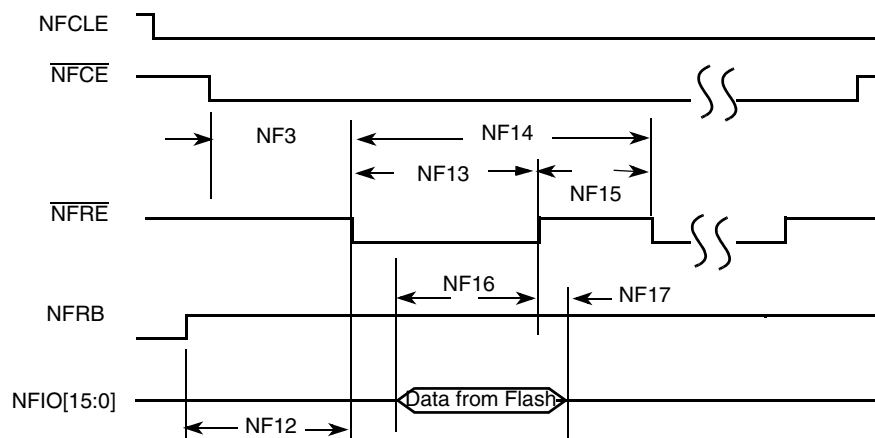 NFCLE
NFCE
NF3
NF14
NF13
NF15
NFRE
NF16
NF17
NFRB
NFIO[15:0]
Data from Flash
NF12